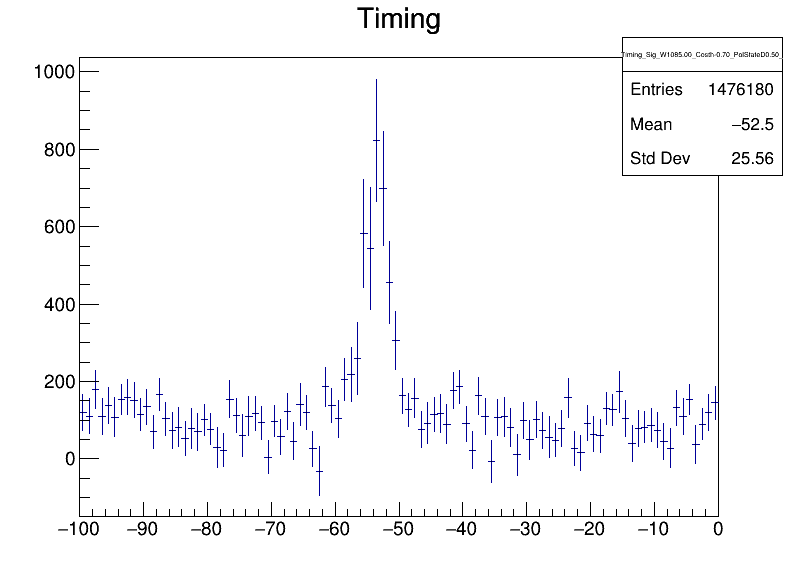 Timing
Timing_Sig_W1085.00_Costh-0.70_PolStateD0.50_
Entries 1476180
Mean −52.5
Std Dev 25.56
1000
800
600
400
200
0
−100 −90 −80 −70 −60 −50 −40 −30 −20 −10 0